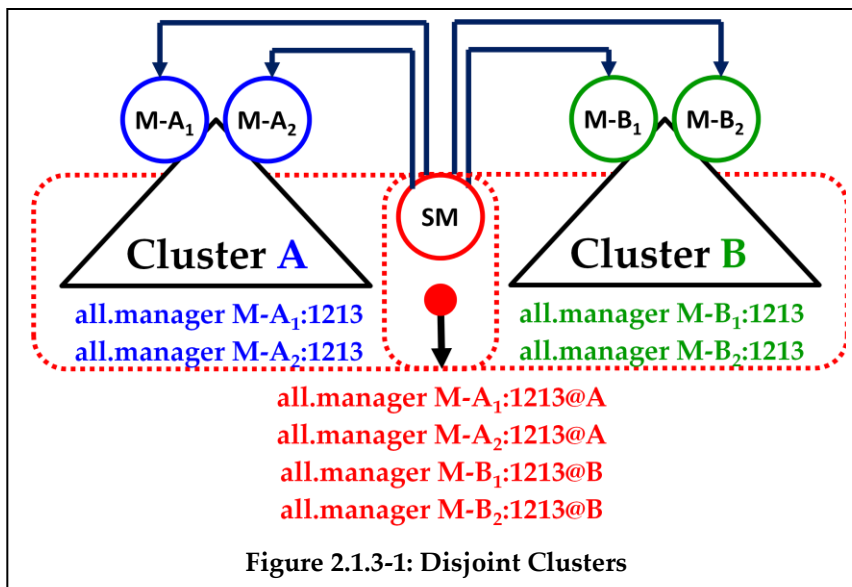 M-A₁ M-A₂ M-B₁ M-B₂
SM
Cluster A Cluster B
all.manager M-A₁:1213 all.manager M-B₁:1213
all.manager M-A₂:1213 all.manager M-B₂:1213
all.manager M-A₁:1213@A
all.manager M-A₂:1213@A
all.manager M-B₁:1213@B
all.manager M-B₂:1213@B
Figure 2.1.3-1: Disjoint Clusters